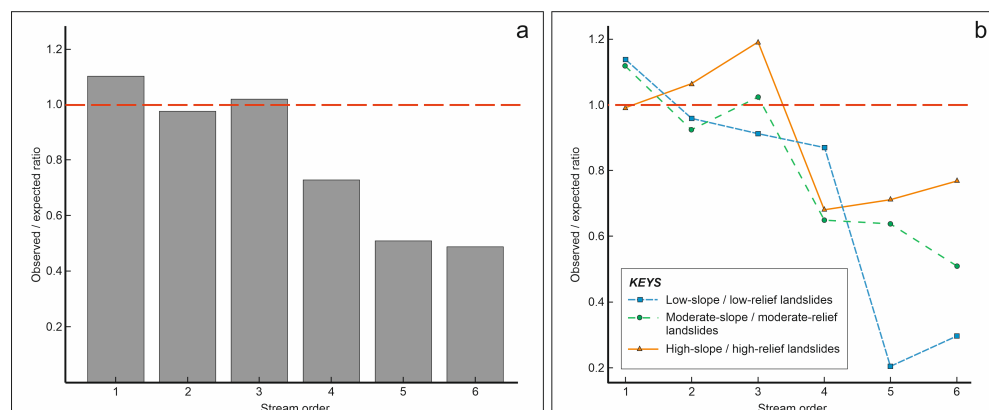 a
1.2
1.0
0.8
0.6
0.4
0.2
Observed / expected ratio
1 2 3 4 5 6
Stream order
b
1.2
1.0
0.8
0.6
0.4
0.2
Observed / expected ratio
KEYS
Low-slope / low-relief landslides
Moderate-slope / moderate-relief
landslides
High-slope / high-relief landslides
1 2 3 4 5 6
Stream order